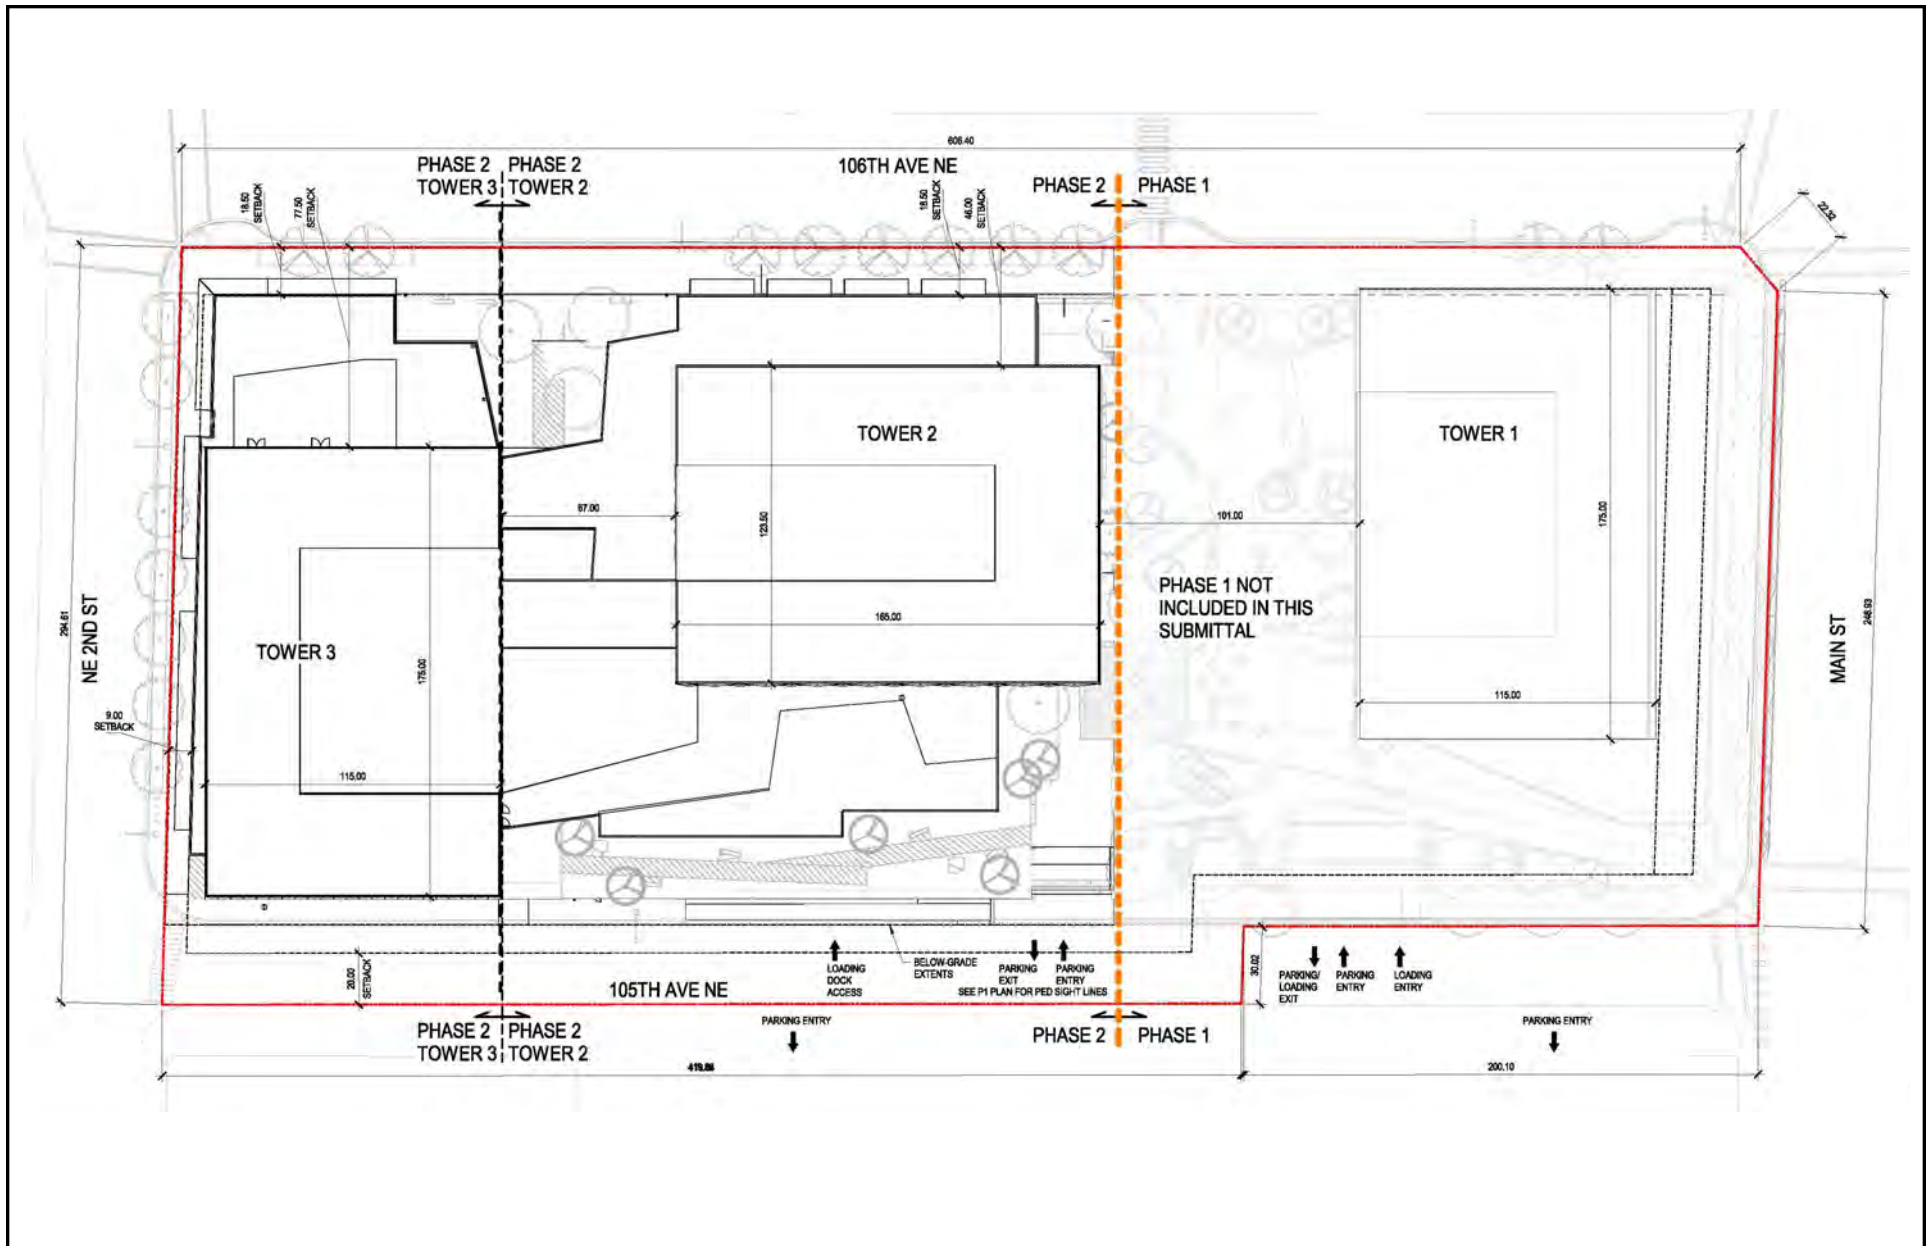 606.40
PHASE 2 PHASE 2
TOWER 3 TOWER 2
106TH AVE NE
PHASE 2 PHASE 1
18.50
SETBACK
77.50
SETBACK
18.50
SETBACK
46.00
SETBACK
22.32
TOWER 2
TOWER 1
67.00
123.50
101.00
175.00
PHASE 1 NOT
INCLUDED IN THIS
SUBMITTAL
165.00
294.61
NE 2ND ST
TOWER 3
175.00
248.93
MAIN ST
9.00
SETBACK
115.00
115.00
20.00
SETBACK
105TH AVE NE
LOADING
DOCK
ACCESS
BELOW-GRADE
EXTENTS
PARKING
EXIT
PARKING
ENTRY
SEE P1 PLAN FOR PED SIGHT LINES
30.02
PARKING/
LOADING
EXIT
PARKING
ENTRY
LOADING
ENTRY
PHASE 2 PHASE 2
TOWER 3 TOWER 2
PARKING ENTRY
PHASE 2 PHASE 1
PARKING ENTRY
419.86
200.10